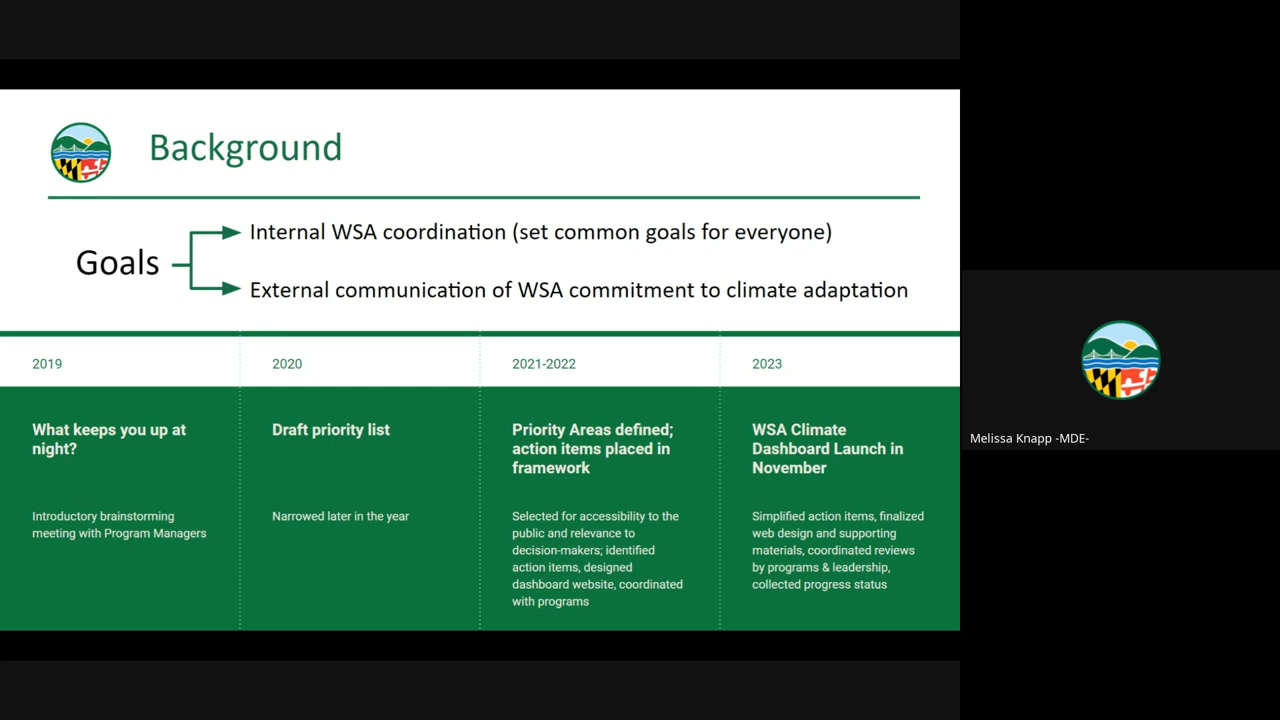 Background
Goals
Internal WSA coordination (set common goals for everyone)
External communication of WSA commitment to climate adaptation
2019
What keeps you up at
night?
Introductory brainstorming
meeting with Program Managers
2020
Draft priority list
Narrowed later in the year
2021-2022
Priority Areas defined;
action items placed in
framework
Selected for accessibility to the
public and relevance to
decision-makers; identified
action items, designed
dashboard website, coordinated
with programs
2023
WSA Climate
Dashboard Launch in
November
Simplified action items, finalized
web design and supporting
materials, coordinated reviews
by programs & leadership,
collected progress status
Melissa Knapp -MDE-